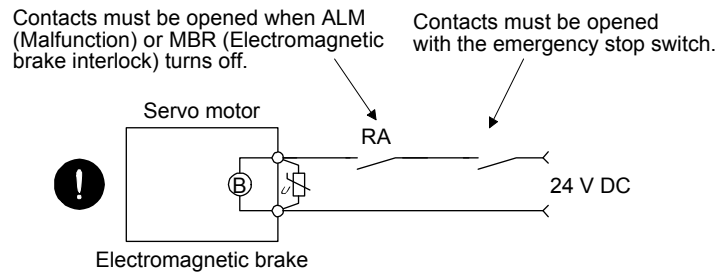 Contacts must be opened when ALM
(Malfunction) or MBR (Electromagnetic
brake interlock) turns off.
Contacts must be opened
with the emergency stop switch.
Servo motor
RA
B
U
24 V DC
Electromagnetic brake